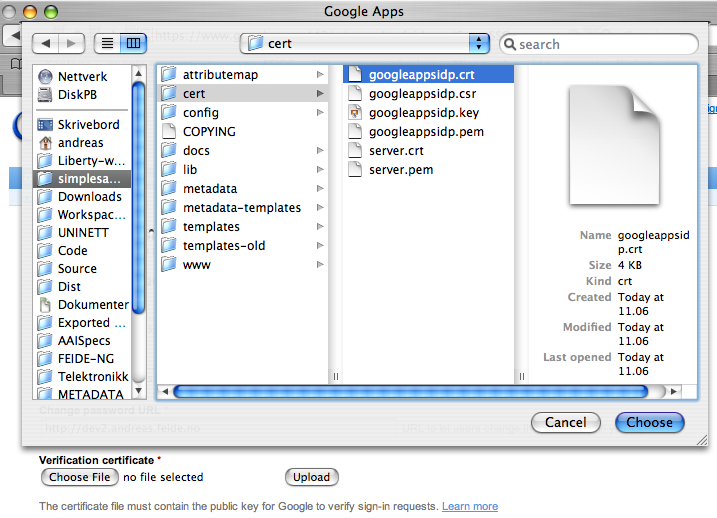 Google Apps
cert
search
Nettverk
DiskPB
Skrivebord
andreas
Liberty-w...
simplesa...
Downloads
Workspac...
UNINETT
Code
Source
Dist
Dokumenter
Exported ...
AAISpecs
FEIDE-NG
Telektronikk
METADATA
attributemap
cert
config
COPYING
docs
lib
metadata
metadata-templates
templates
templates-old
www
googleappsidp.crt
googleappsidp.csr
googleappsidp.key
googleappsidp.pem
server.crt
server.pem
Name googleappsid
p.crt
Size 4 KB
Kind crt
Created Today at
11.06
Modified Today at
11.06
Last opened Today at
11.06
Cancel Choose
Change password URL *
http://dev2.andreas.feide.no
Verification certificate *
Choose File no file selected Upload
The certificate file must contain the public key for Google to verify sign-in requests. Learn more